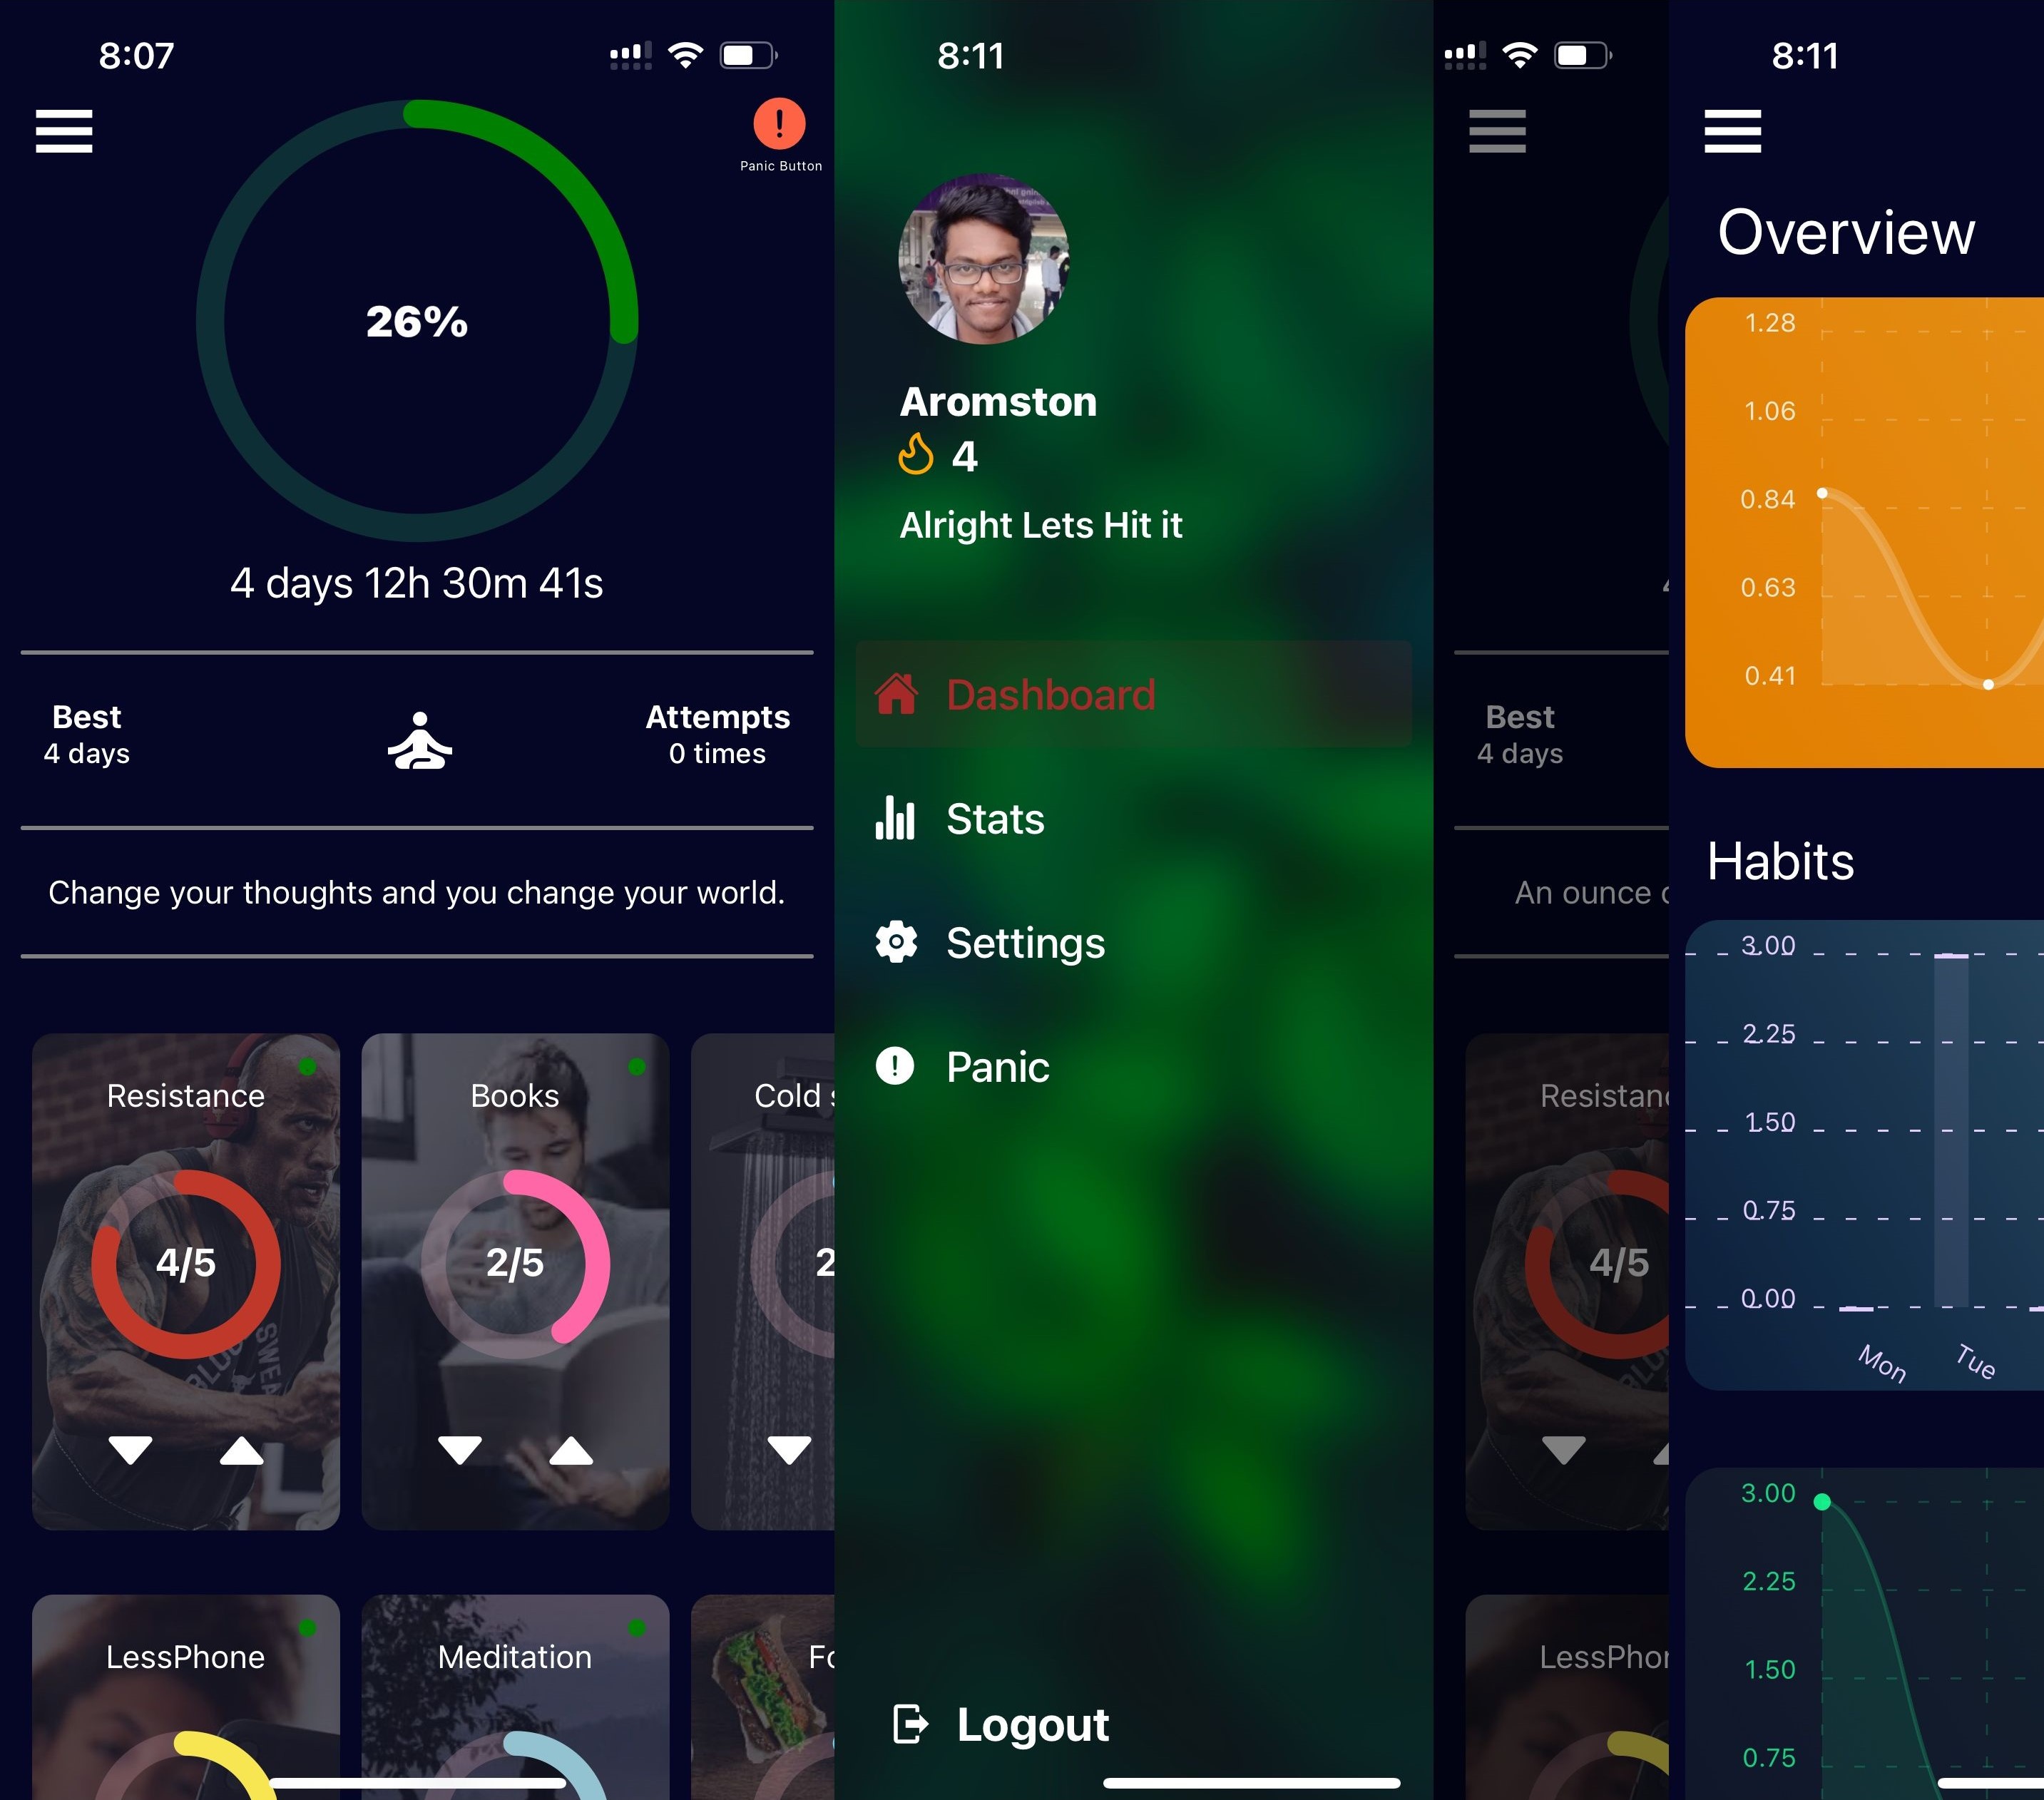 8:07
Panic Button
26%
4 days 12h 30m 41s
Best
4 days
Attempts
0 times
Change your thoughts and you change your world.
Resistance
4/5
Books
2/5
Cold
2
LessPhone
Meditation
Fo
8:11
Aromston
4
Alright Lets Hit it
Dashboard
Stats
Settings
Panic
Logout
4
Best
4 days
An ounce
Resistanc
4/5
LessPhon
8:11
Overview
1.28
1.06
0.84
0.63
0.41
Habits
3.00
2.25
1.50
0.75
0.00
Mon
Tue
3.00
2.25
1.50
0.75